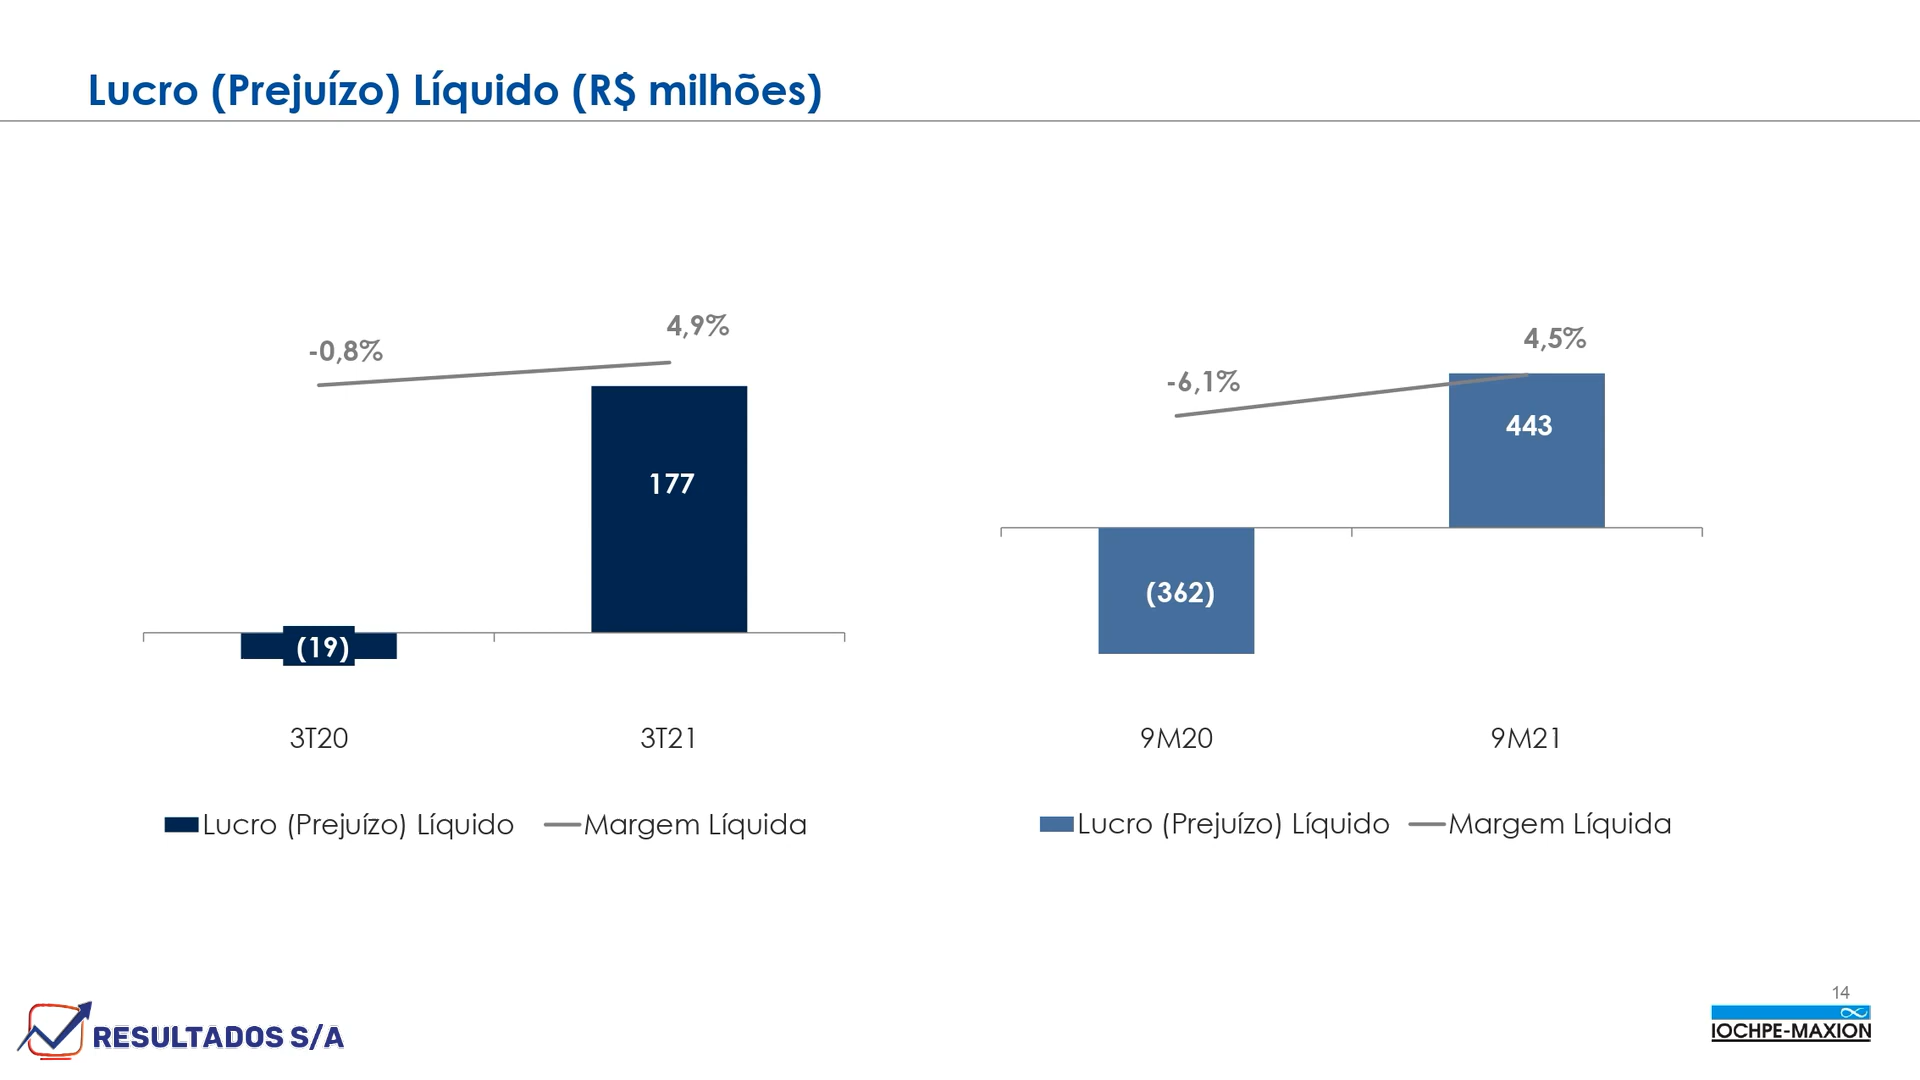 Lucro (Prejuízo) Líquido (R$ milhões)
-0,8%
4,9%
177
(19)
3T20
3T21
Lucro (Prejuízo) Líquido
Margem Líquida
-6,1%
4,5%
443
(362)
9M20
9M21
Lucro (Prejuízo) Líquido
Margem Líquida
14
RESULTADOS S/A
IOCHPE-MAXION